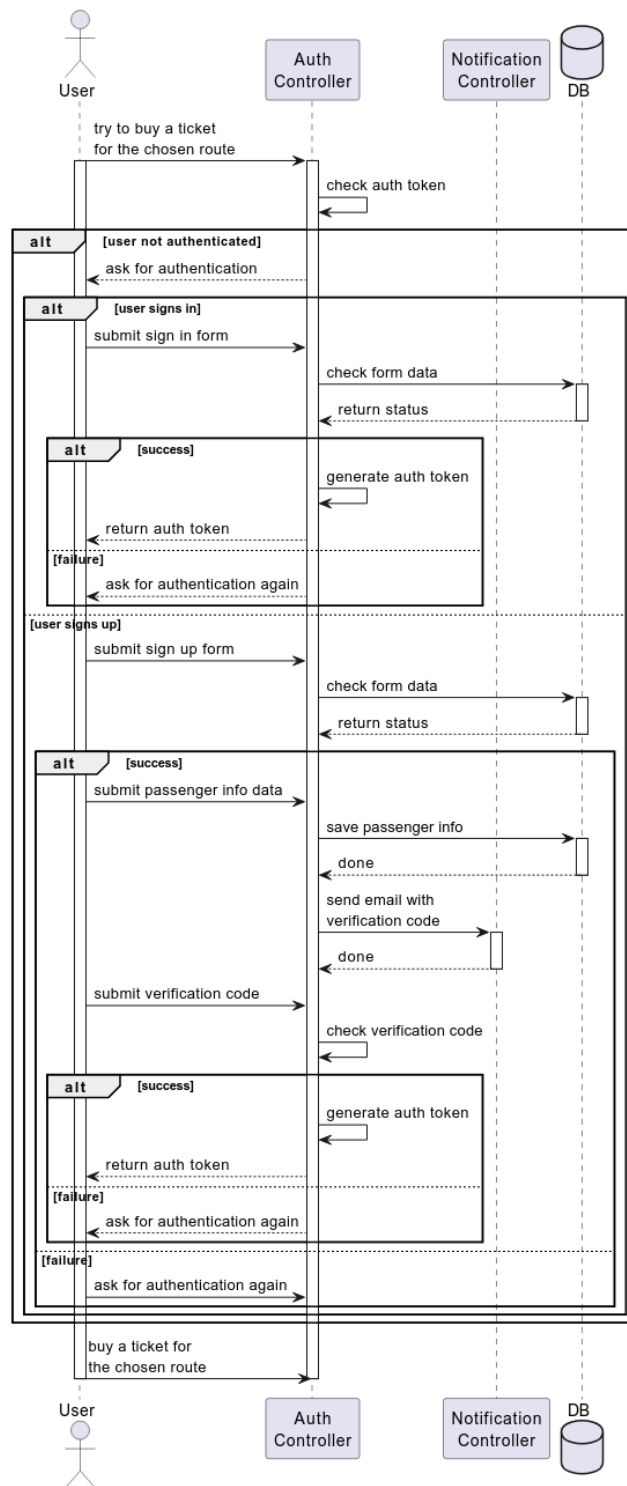 User
Auth
Controller
Notification
Controller
DB
try to buy a ticket
for the chosen route
check auth token
alt
[user not authenticated]
ask for authentication
alt
[user signs in]
submit sign in form
check form data
return status
alt
[success]
generate auth token
return auth token
[failure]
ask for authentication again
[user signs up]
submit sign up form
check form data
return status
alt
[success]
submit passenger info data
save passenger info
done
send email with
verification code
done
submit verification code
check verification code
alt
[success]
generate auth token
return auth token
[failure]
ask for authentication again
[failure]
ask for authentication again
buy a ticket for
the chosen route
User
Auth
Controller
Notification
Controller
DB